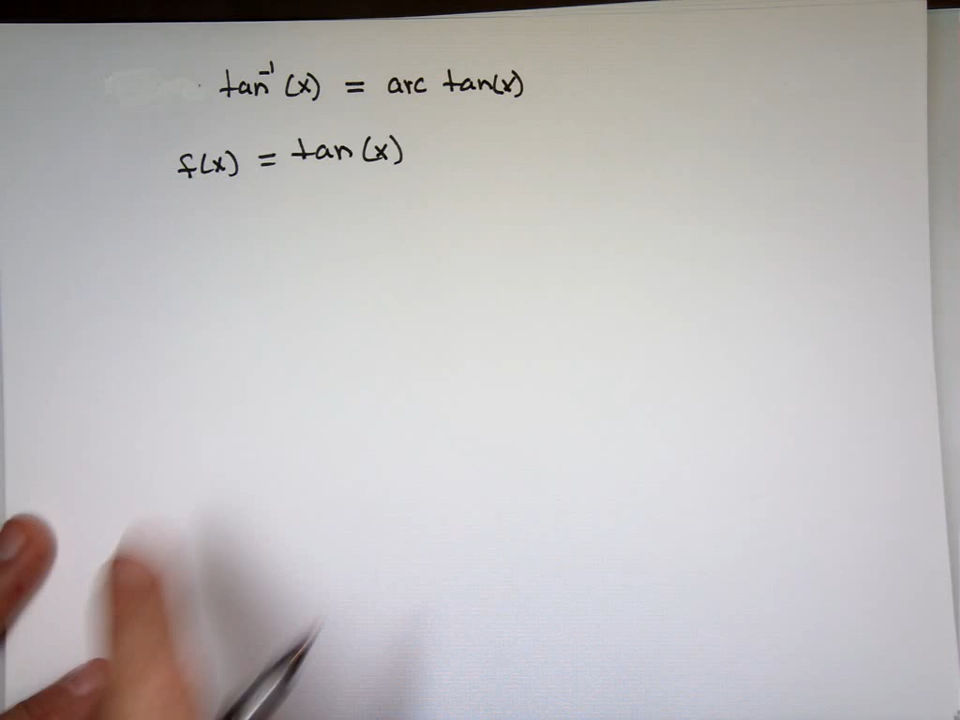 tan⁻¹(x) = arc tan(x)
f(x) = tan(x)